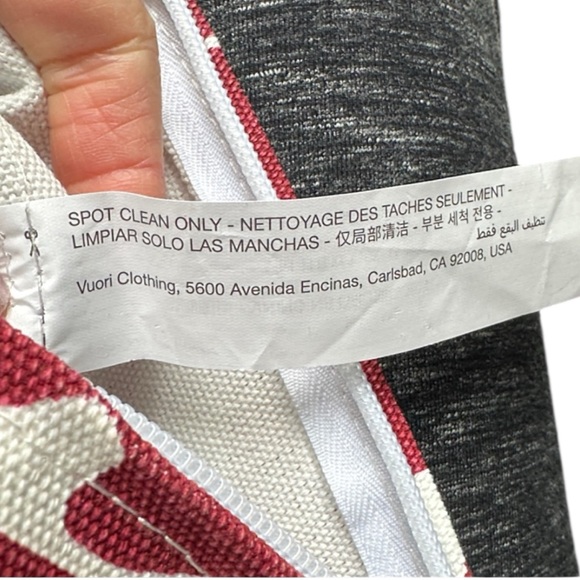 SPOT CLEAN ONLY - NETTOYAGE DES TACHES SEULEMENT -
LIMPIAR SOLO LAS MANCHAS - 仅局部清洁 - 부분 세척 전용 - تنظيف البقع فقط
Vuori Clothing, 5600 Avenida Encinas, Carlsbad, CA 92008, USA